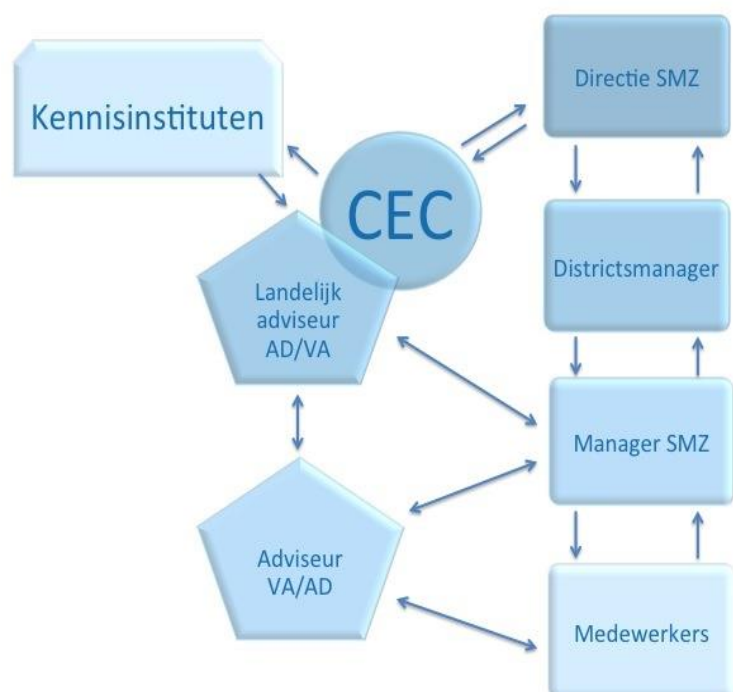 Kennisinstituten
Directie SMZ
CEC
Districtsmanager
Landelijk
adviseur
AD/VA
Manager SMZ
Adviseur
VA/AD
Medewerkers